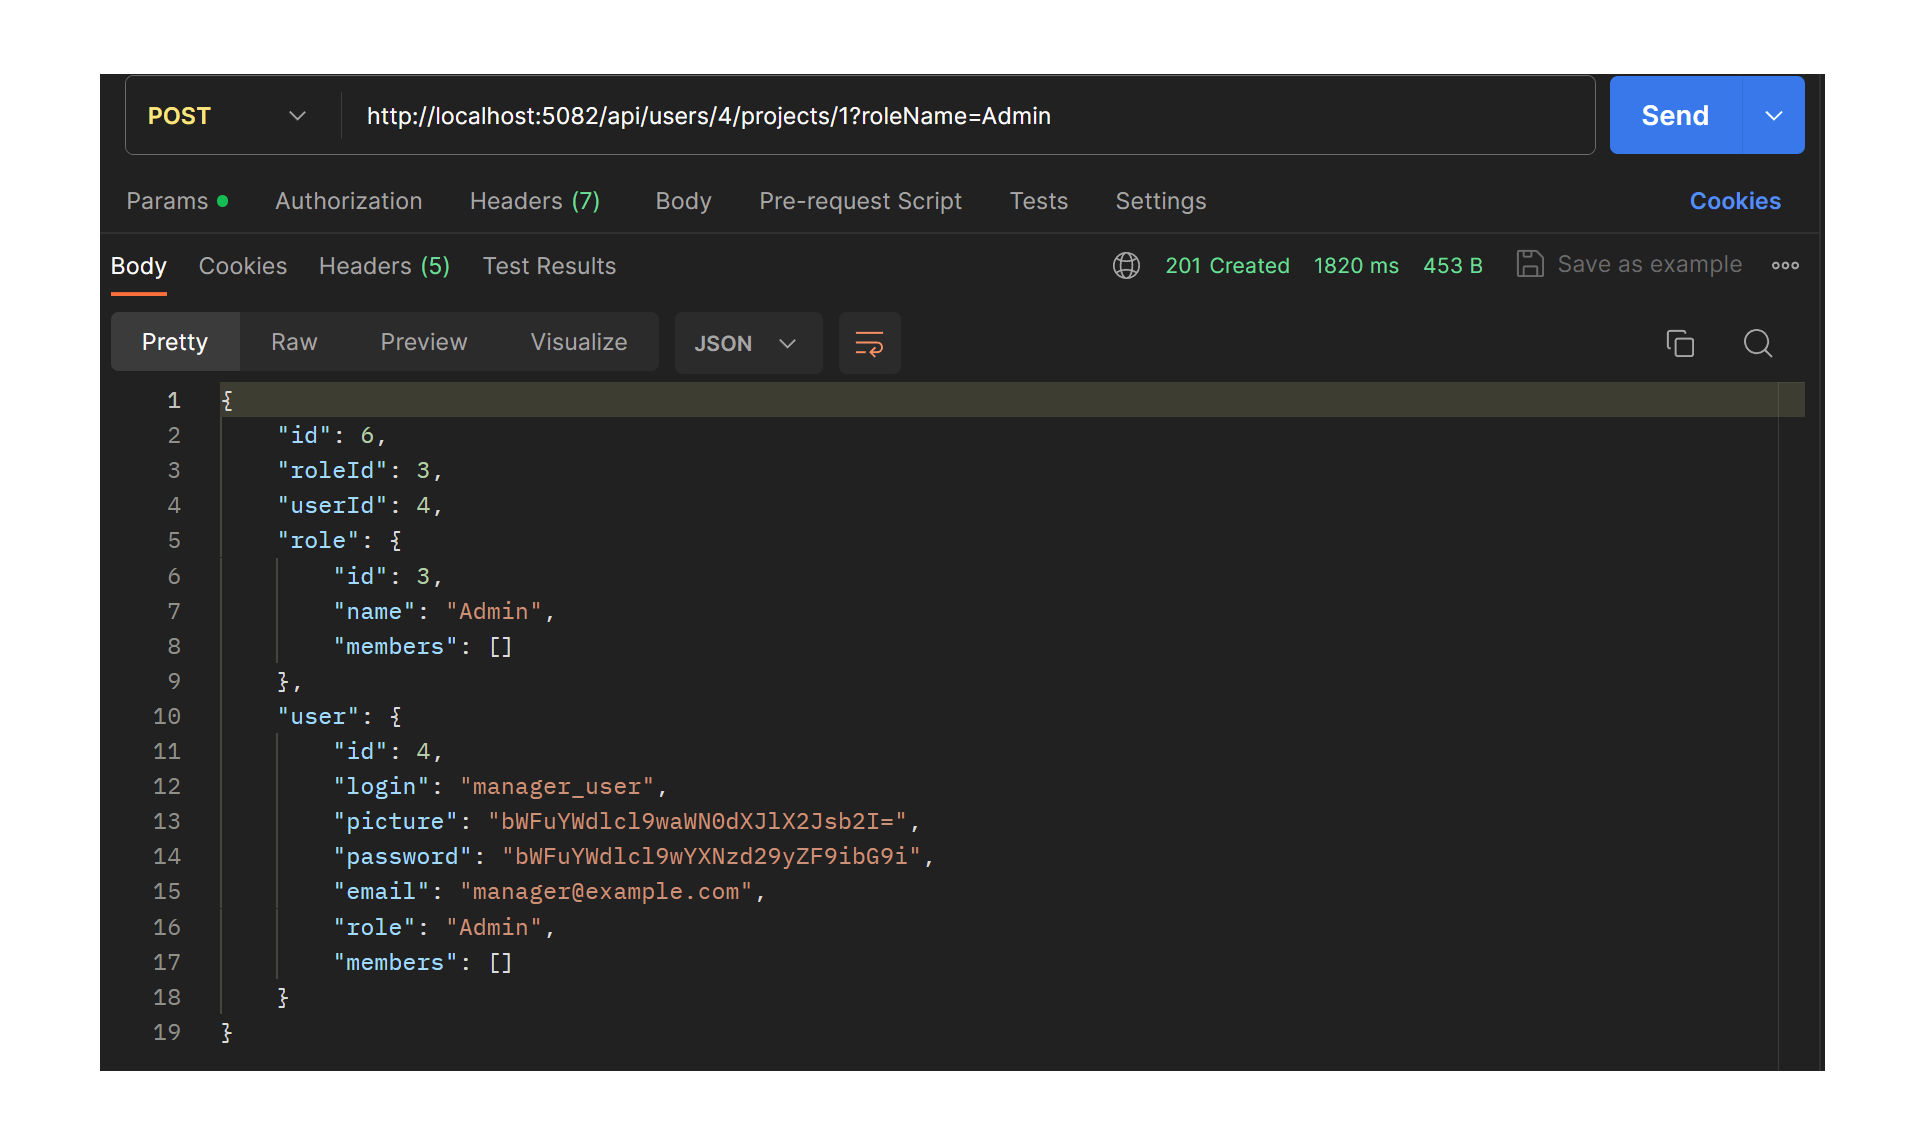 POST http://localhost:5082/api/users/4/projects/1?roleName=Admin Send
Params Authorization Headers (7) Body Pre-request Script Tests Settings Cookies
Body Cookies Headers (5) Test Results 201 Created 1820 ms 453 B Save as example
Pretty Raw Preview Visualize JSON
1 {
2 "id": 6,
3 "roleId": 3,
4 "userId": 4,
5 "role": {
6 "id": 3,
7 "name": "Admin",
8 "members": []
9 },
10 "user": {
11 "id": 4,
12 "login": "manager_user",
13 "picture": "bWFuYWdlcl9waWN0dXJlX2Jsb2I=",
14 "password": "bWFuYWdlcl9wYXNzd29yZF9ibG9i",
15 "email": "manager@example.com",
16 "role": "Admin",
17 "members": []
18 }
19 }